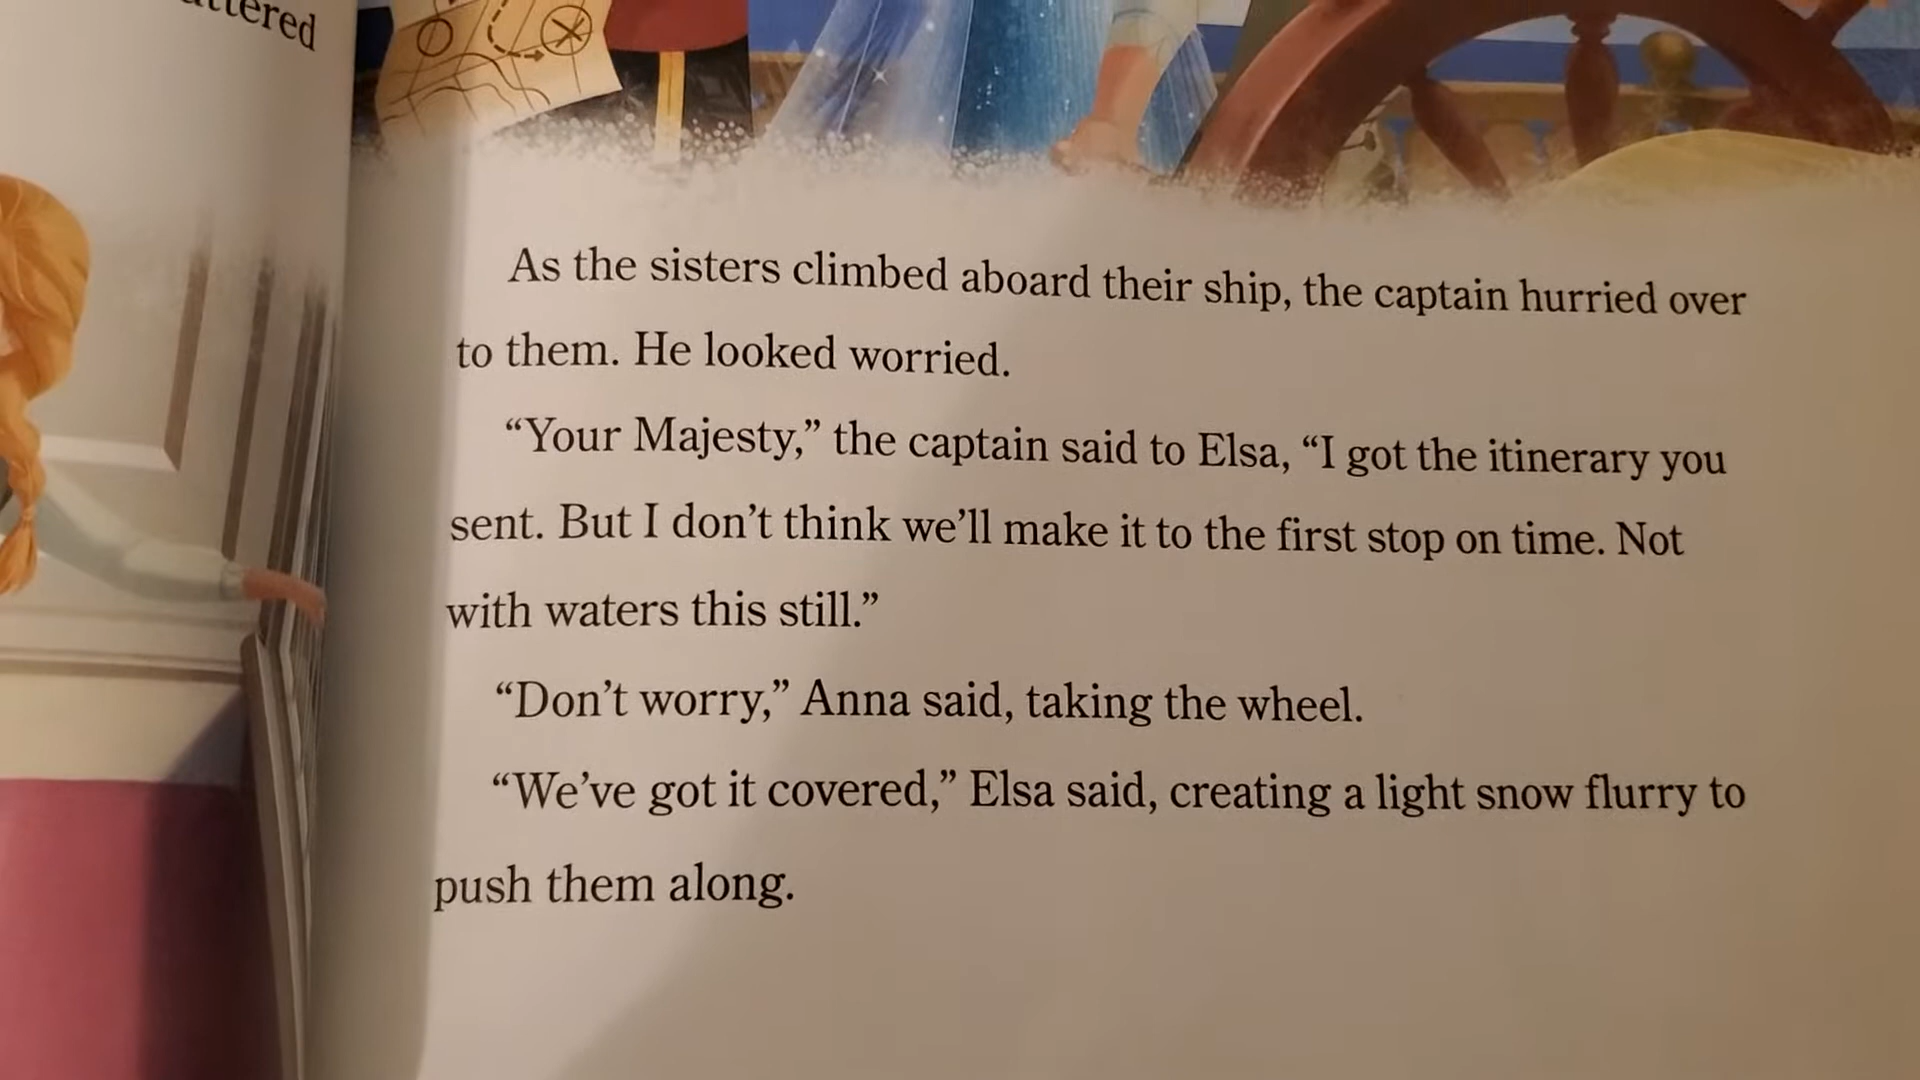 As the sisters climbed aboard their ship, the captain hurried over
to them. He looked worried.
“Your Majesty,” the captain said to Elsa, “I got the itinerary you
sent. But I don’t think we’ll make it to the first stop on time. Not
with waters this still.”
“Don’t worry,” Anna said, taking the wheel.
“We’ve got it covered,” Elsa said, creating a light snow flurry to
push them along.